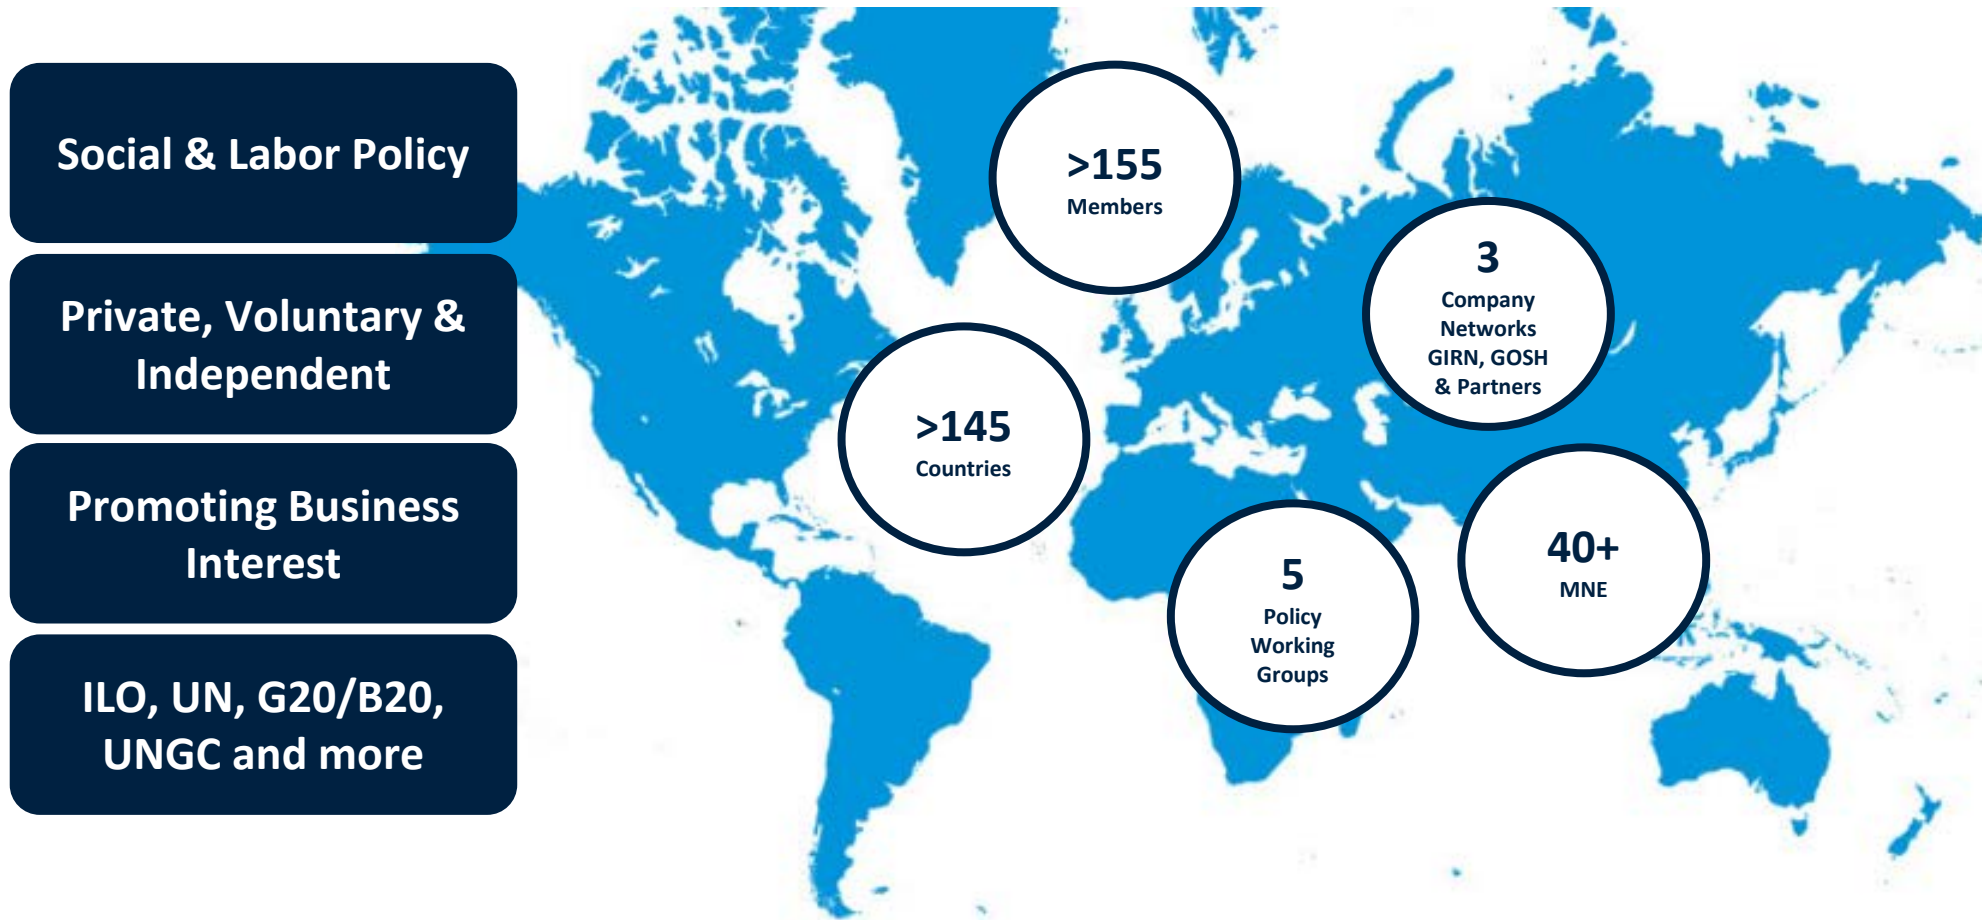 Social & Labor Policy
Private, Voluntary &
Independent
Promoting Business
Interest
ILO, UN, G20/B20,
UNGC and more
>155
Members
3
Company
Networks
GIRN, GOSH
& Partners
>145
Countries
5
Policy
Working
Groups
40+
MNE